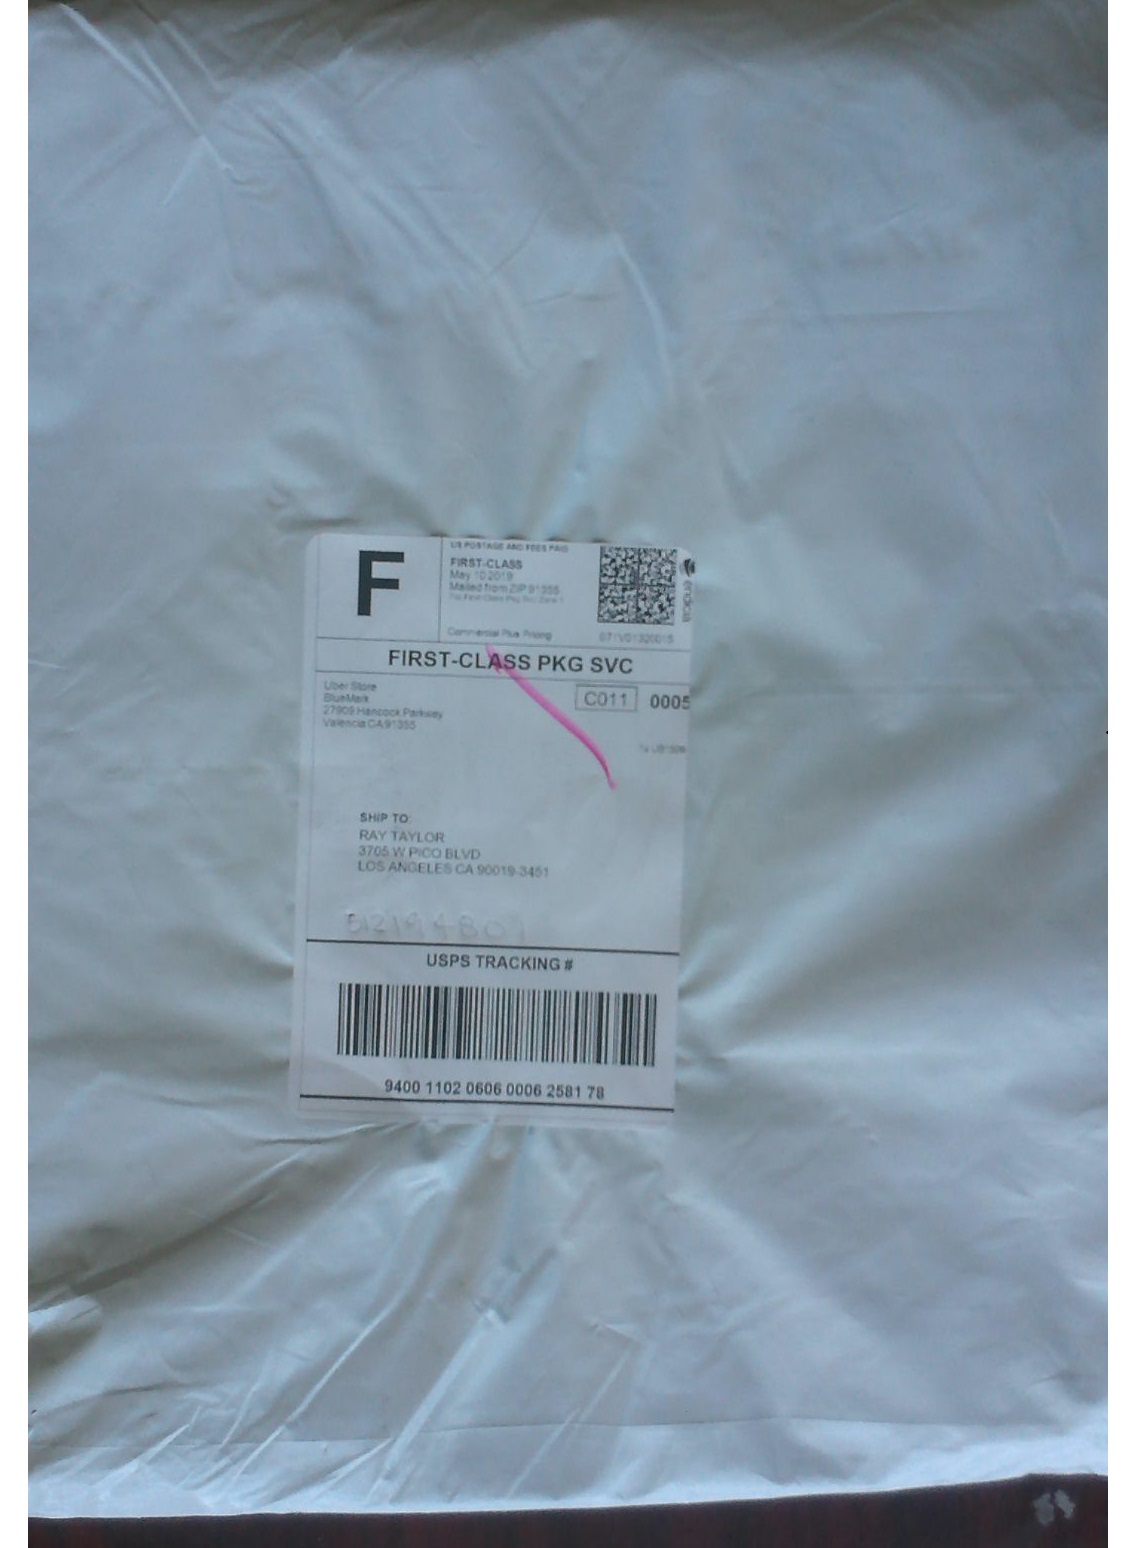 F
US POSTAGE AND FEES PAID
FIRST-CLASS
May 10 2019
Mailed from ZIP 91355
Commercial Plus Pricing
endicia
071V01320015
FIRST-CLASS PKG SVC
Uber Store
BlueMark
27909 Hancock Parkway
Valencia CA 91355
C011 0005
SHIP TO:
RAY TAYLOR
3705 W PICO BLVD
LOS ANGELES CA 90019-3451
USPS TRACKING #
9400 1102 0606 0006 2581 78